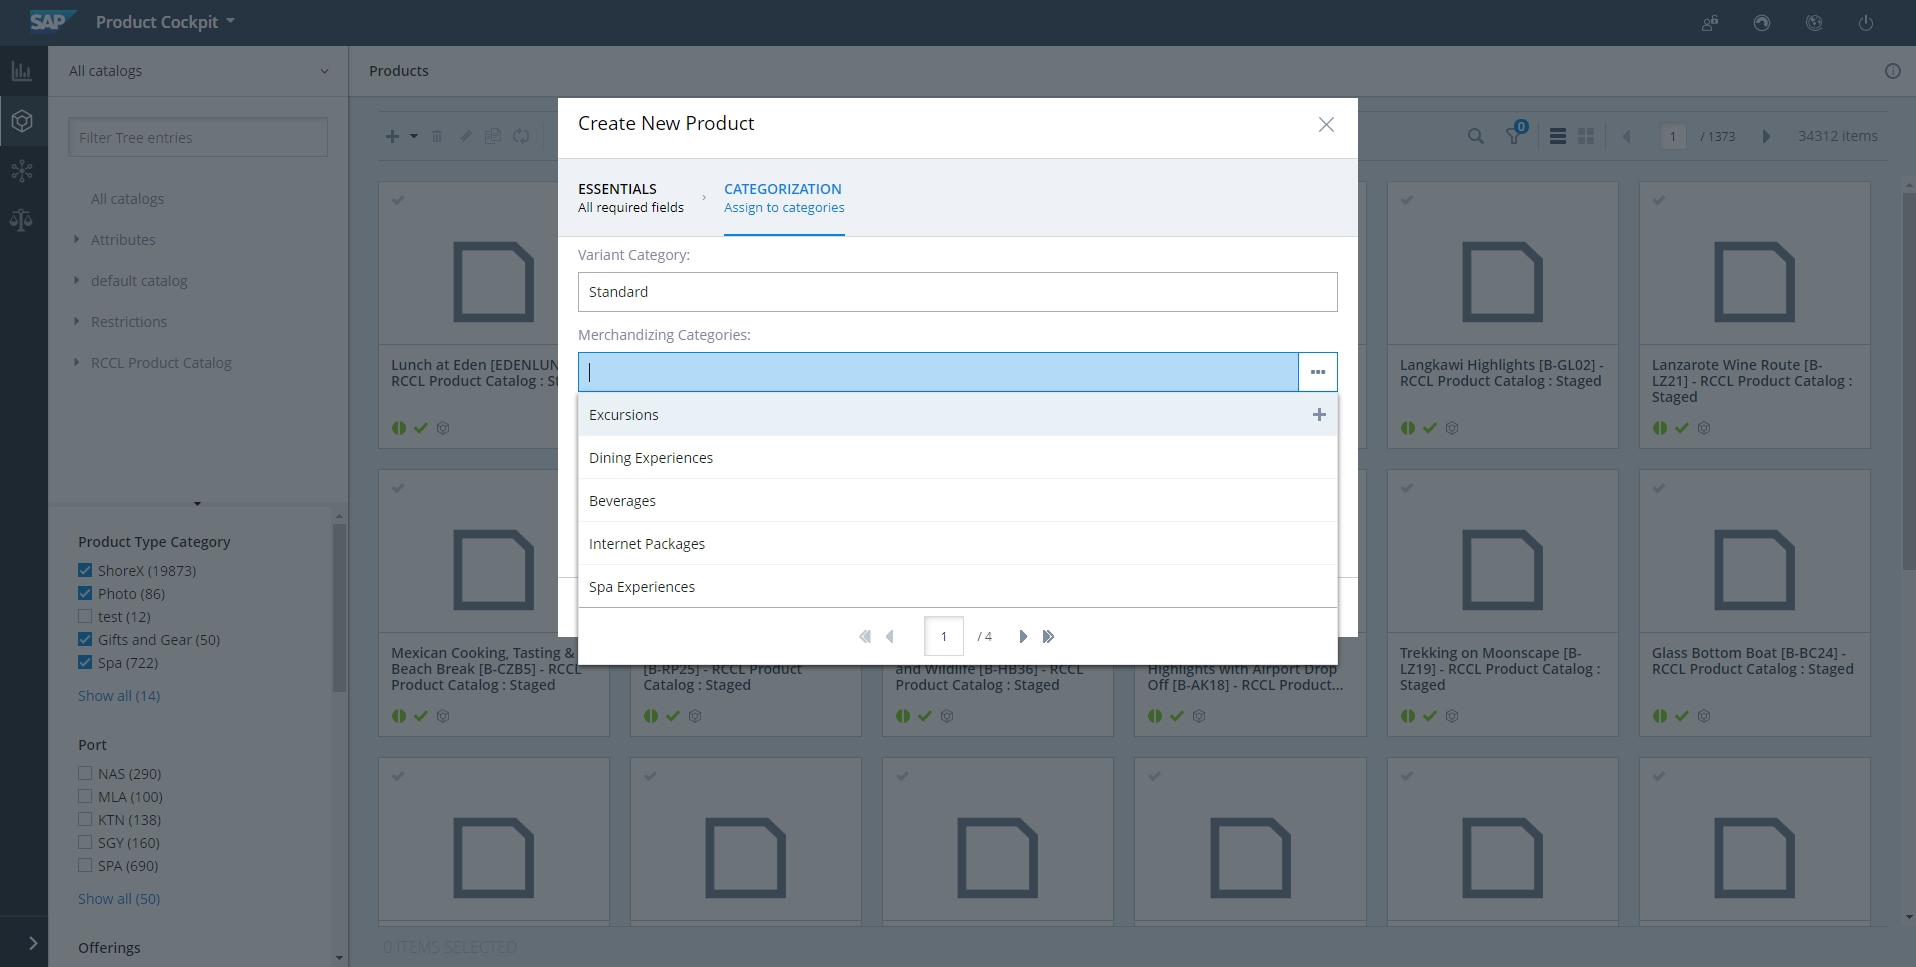 SAP Product Cockpit
All catalogs
Products
Filter Tree entries
All catalogs
Attributes
default catalog
Restrictions
RCCL Product Catalog
Product Type Category
ShoreX (19873)
Photo (86)
test (12)
Gifts and Gear (50)
Spa (722)
Show all (14)
Port
NAS (290)
MLA (100)
KTN (138)
SGY (160)
SPA (690)
Show all (50)
Offerings
0
1 / 1373
34312 items
Create New Product
ESSENTIALS
All required fields
CATEGORIZATION
Assign to categories
Variant Category:
Standard
Merchandizing Categories:
Excursions
Dining Experiences
Beverages
Internet Packages
Spa Experiences
1 / 4
Lunch at Eden [EDENLUN
RCCL Product Catalog : St
Langkawi Highlights [B-GL02] -
RCCL Product Catalog : Staged
Lanzarote Wine Route [B-
LZ21] - RCCL Product Catalog :
Staged
Mexican Cooking, Tasting &
Beach Break [B-CZB5] - RCCL
Product Catalog : Staged
[B-RP25] - RCCL Product
Catalog : Staged
and Wildlife [B-HB36] - RCCL
Product Catalog : Staged
Highlights with Airport Drop
Off [B-AK18] - RCCL Product...
Trekking on Moonscape [B-
LZ19] - RCCL Product Catalog :
Staged
Glass Bottom Boat [B-BC24] -
RCCL Product Catalog : Staged
0 ITEMS SELECTED